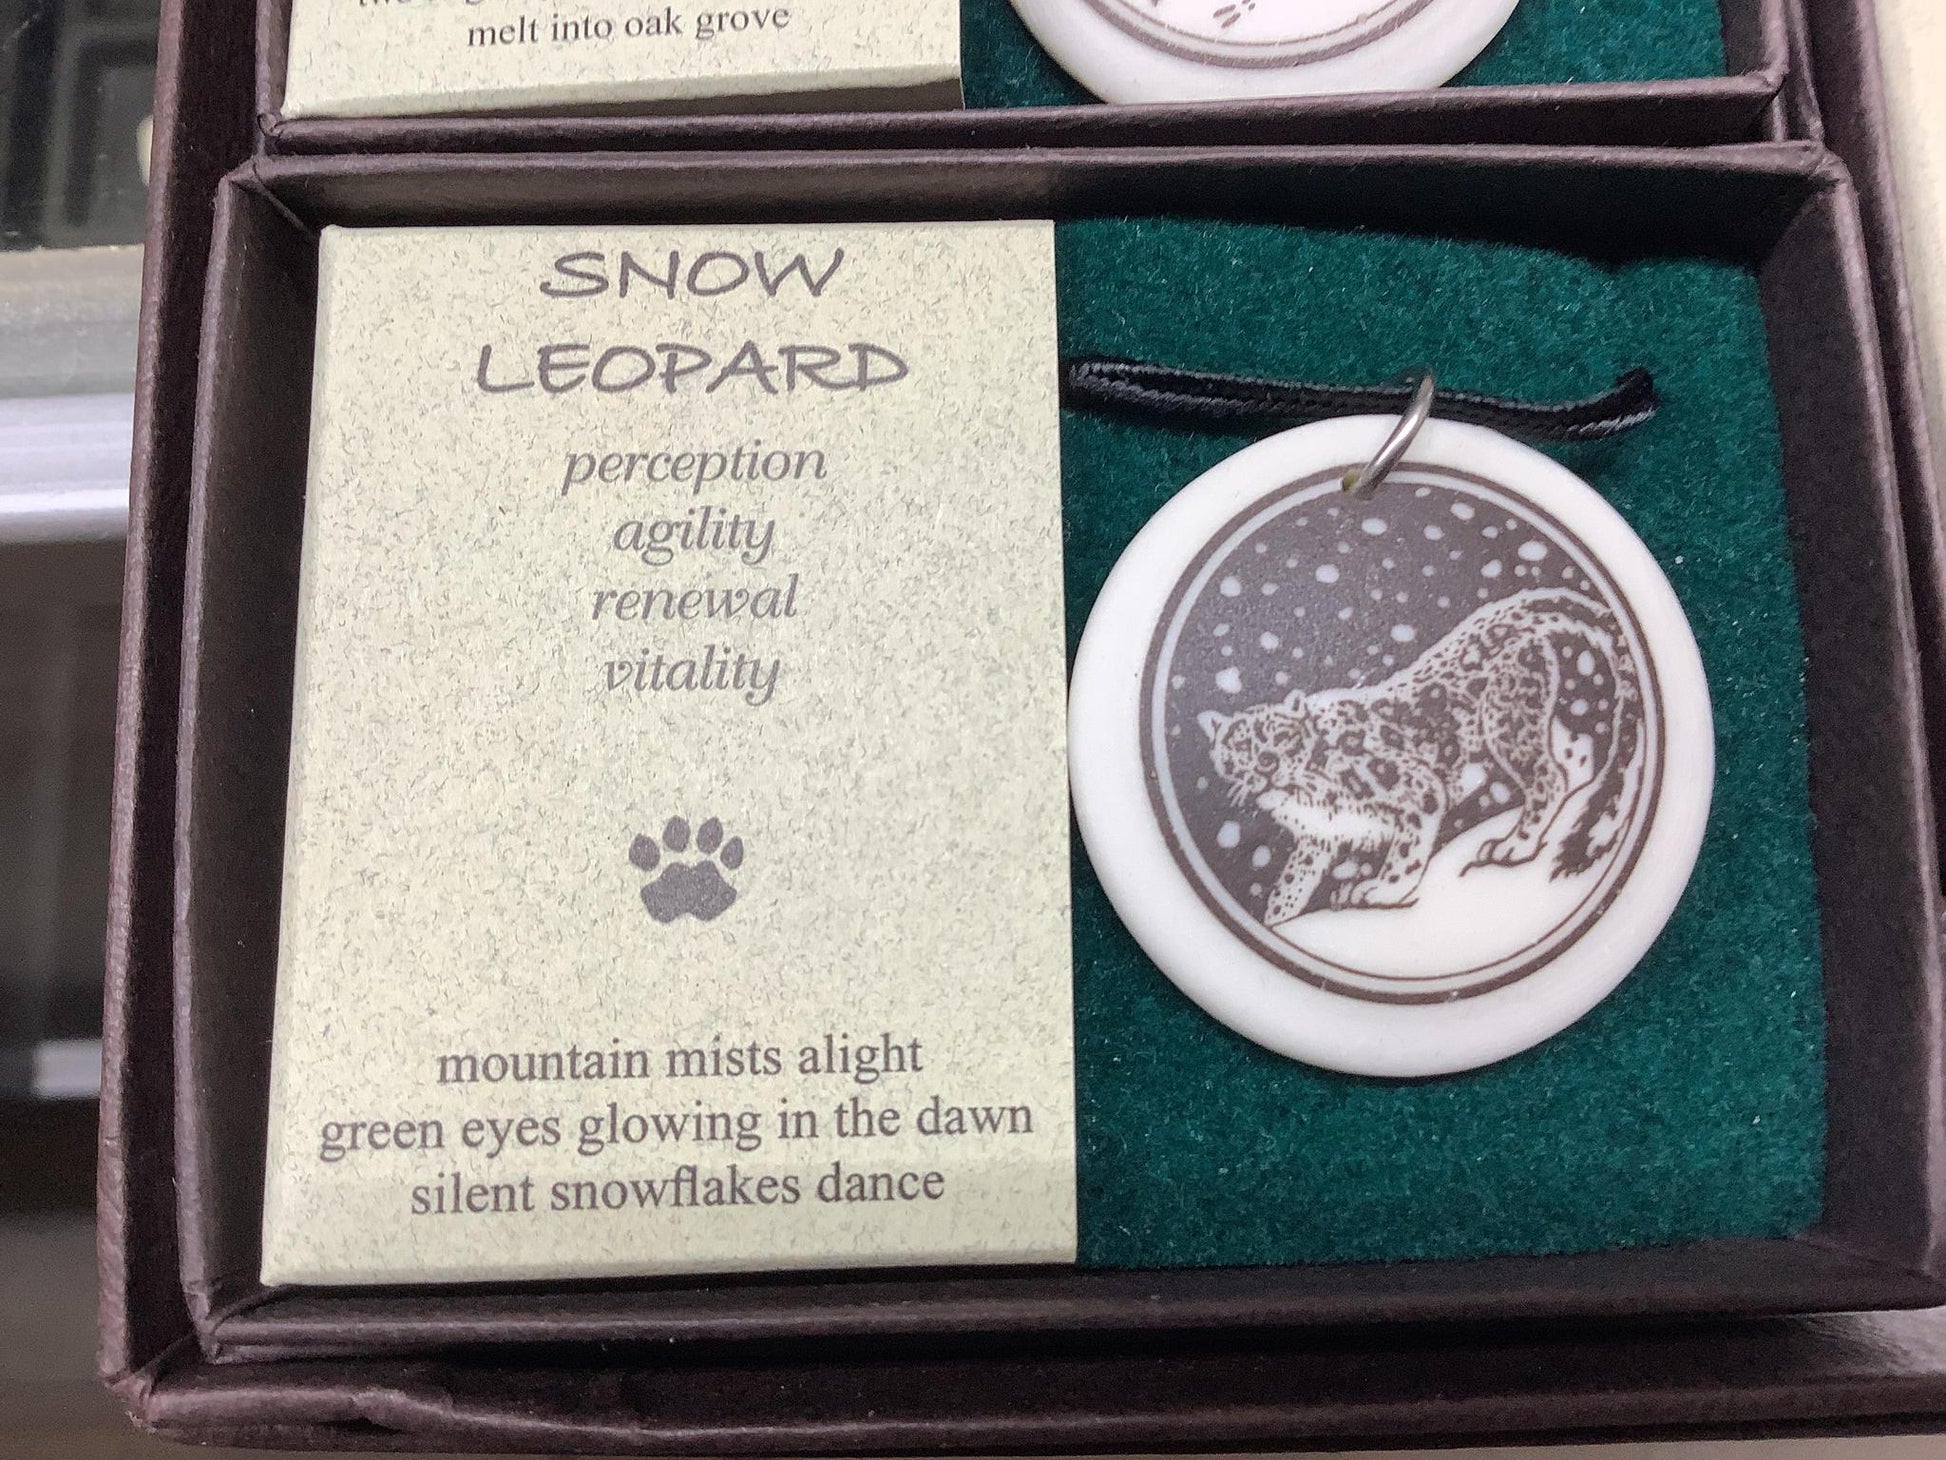 melt into oak grove
SNOW
LEOPARD
perception
agility
renewal
vitality
mountain mists alight
green eyes glowing in the dawn
silent snowflakes dance